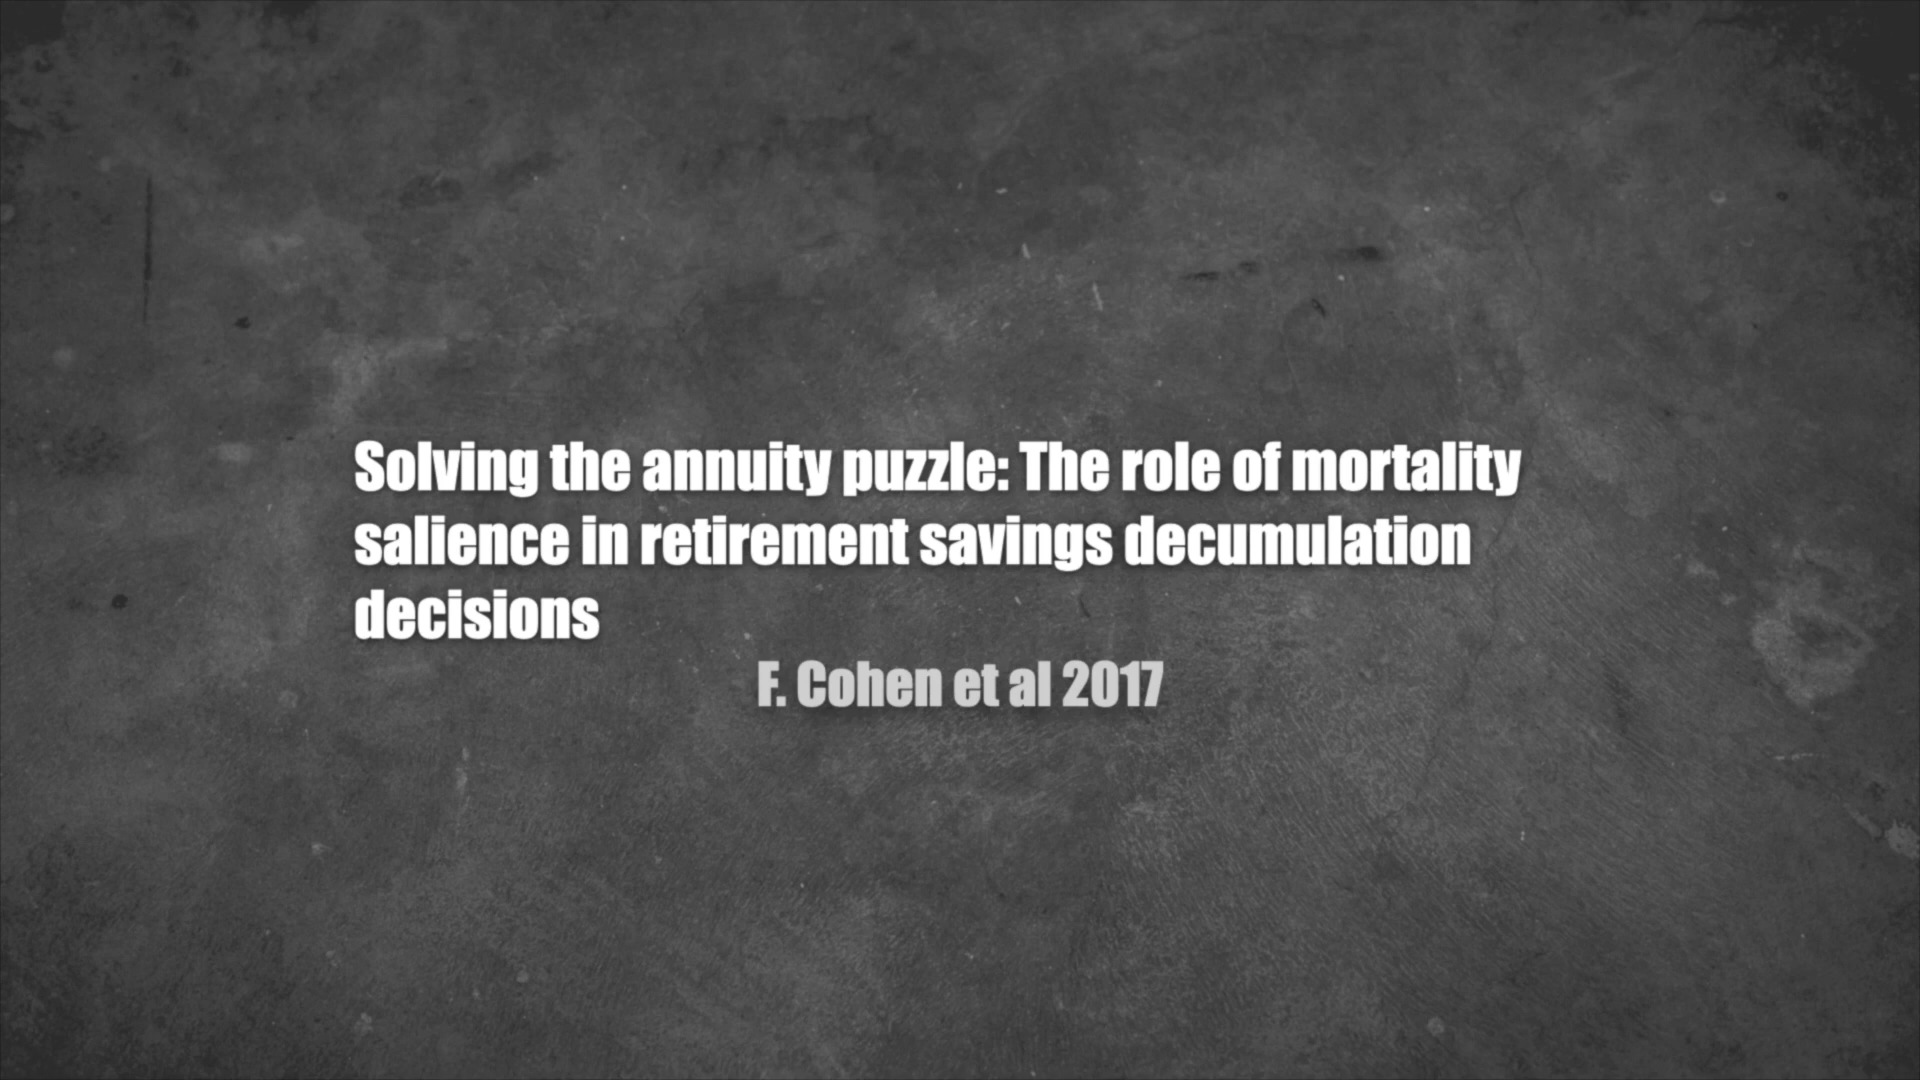 Solving the annuity puzzle: The role of mortality
salience in retirement savings decumulation
decisions
F. Cohen et al 2017